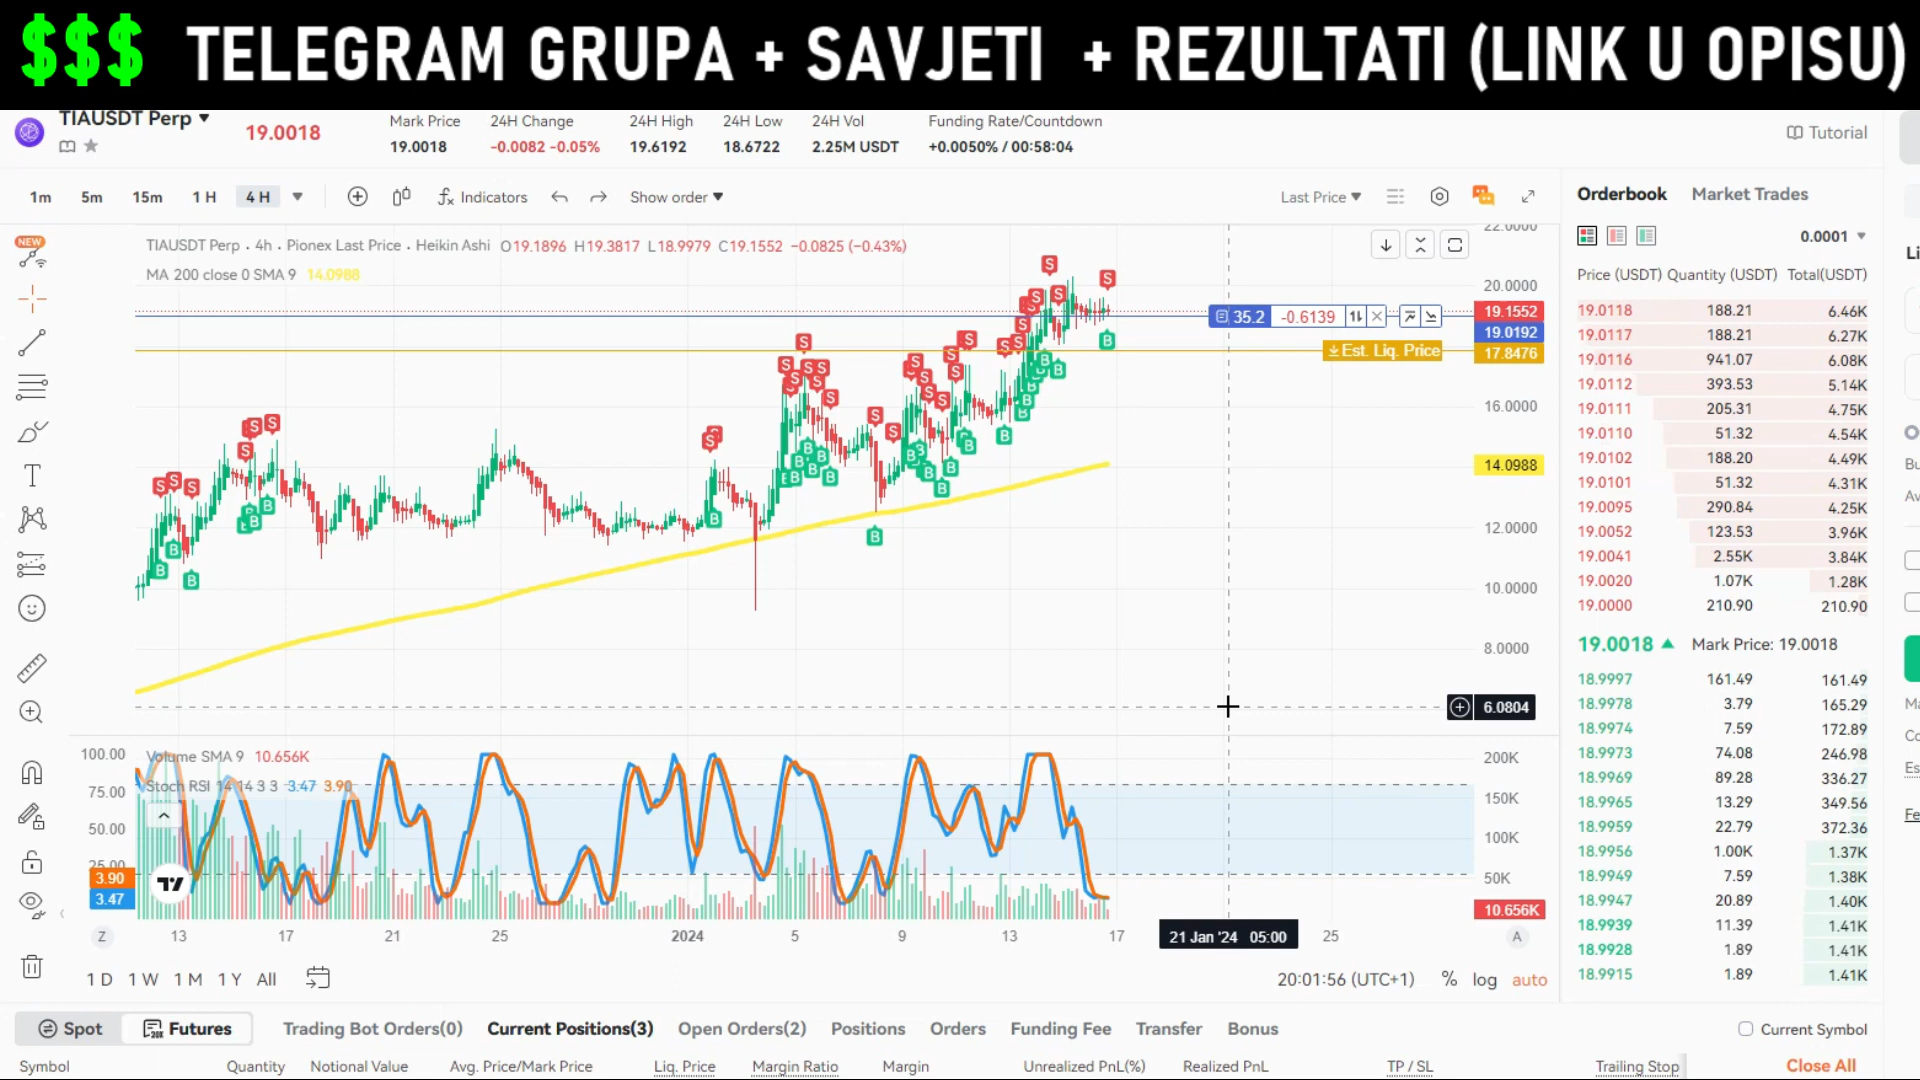 $$$ TELEGRAM GRUPA + SAVJETI + REZULTATI (LINK U OPISU)
TIAUSDT Perp
19.0018
Mark Price
19.0018
24H Change
-0.0082 -0.05%
24H High
19.6192
24H Low
18.6722
24H Vol
2.25M USDT
Funding Rate/Countdown
+0.0050% / 00:58:04
Tutorial
1m 5m 15m 1 H 4 H Indicators Show order Last Price
Orderbook Market Trades
NEW
TIAUSDT Perp · 4h · Pionex Last Price · Heikin Ashi O19.1896 H19.3817 L18.9979 C19.1552 −0.0825 (−0.43%)
MA 200 close 0 SMA 9 14.0988
22.0000
20.0000
19.1552
19.0192
35.2 -0.6139
Est. Liq. Price 17.8476
16.0000
14.0988
12.0000
10.0000
8.0000
6.0804
0.0001
Price (USDT) Quantity (USDT) Total(USDT)
19.0118 188.21 6.46K
19.0117 188.21 6.27K
19.0116 941.07 6.08K
19.0112 393.53 5.14K
19.0111 205.31 4.75K
19.0110 51.32 4.54K
19.0102 188.20 4.49K
19.0101 51.32 4.31K
19.0095 290.84 4.25K
19.0052 123.53 3.96K
19.0041 2.55K 3.84K
19.0020 1.07K 1.28K
19.0000 210.90 210.90
19.0018 Mark Price: 19.0018
18.9997 161.49 161.49
18.9978 3.79 165.29
18.9974 7.59 172.89
18.9973 74.08 246.98
18.9969 89.28 336.27
18.9965 13.29 349.56
18.9959 22.79 372.36
18.9956 1.00K 1.37K
18.9949 7.59 1.38K
18.9947 20.89 1.40K
18.9939 11.39 1.41K
18.9928 1.89 1.41K
18.9915 1.89 1.41K
Volume SMA 9 10.656K
Stoch RSI 14 14 3 3 3.47 3.90
100.00
75.00
50.00
25.00
3.90
3.47
200K
150K
100K
50K
10.656K
Z 13 17 21 25 2024 5 9 13 17 21 Jan '24 05:00 25 A
1 D 1 W 1 M 1 Y All
20:01:56 (UTC+1) % log auto
Spot Futures Trading Bot Orders(0) Current Positions(3) Open Orders(2) Positions Orders Funding Fee Transfer Bonus Current Symbol
Symbol Quantity Notional Value Avg. Price/Mark Price Liq. Price Margin Ratio Margin Unrealized PnL(%) Realized PnL TP / SL Trailing Stop Close All